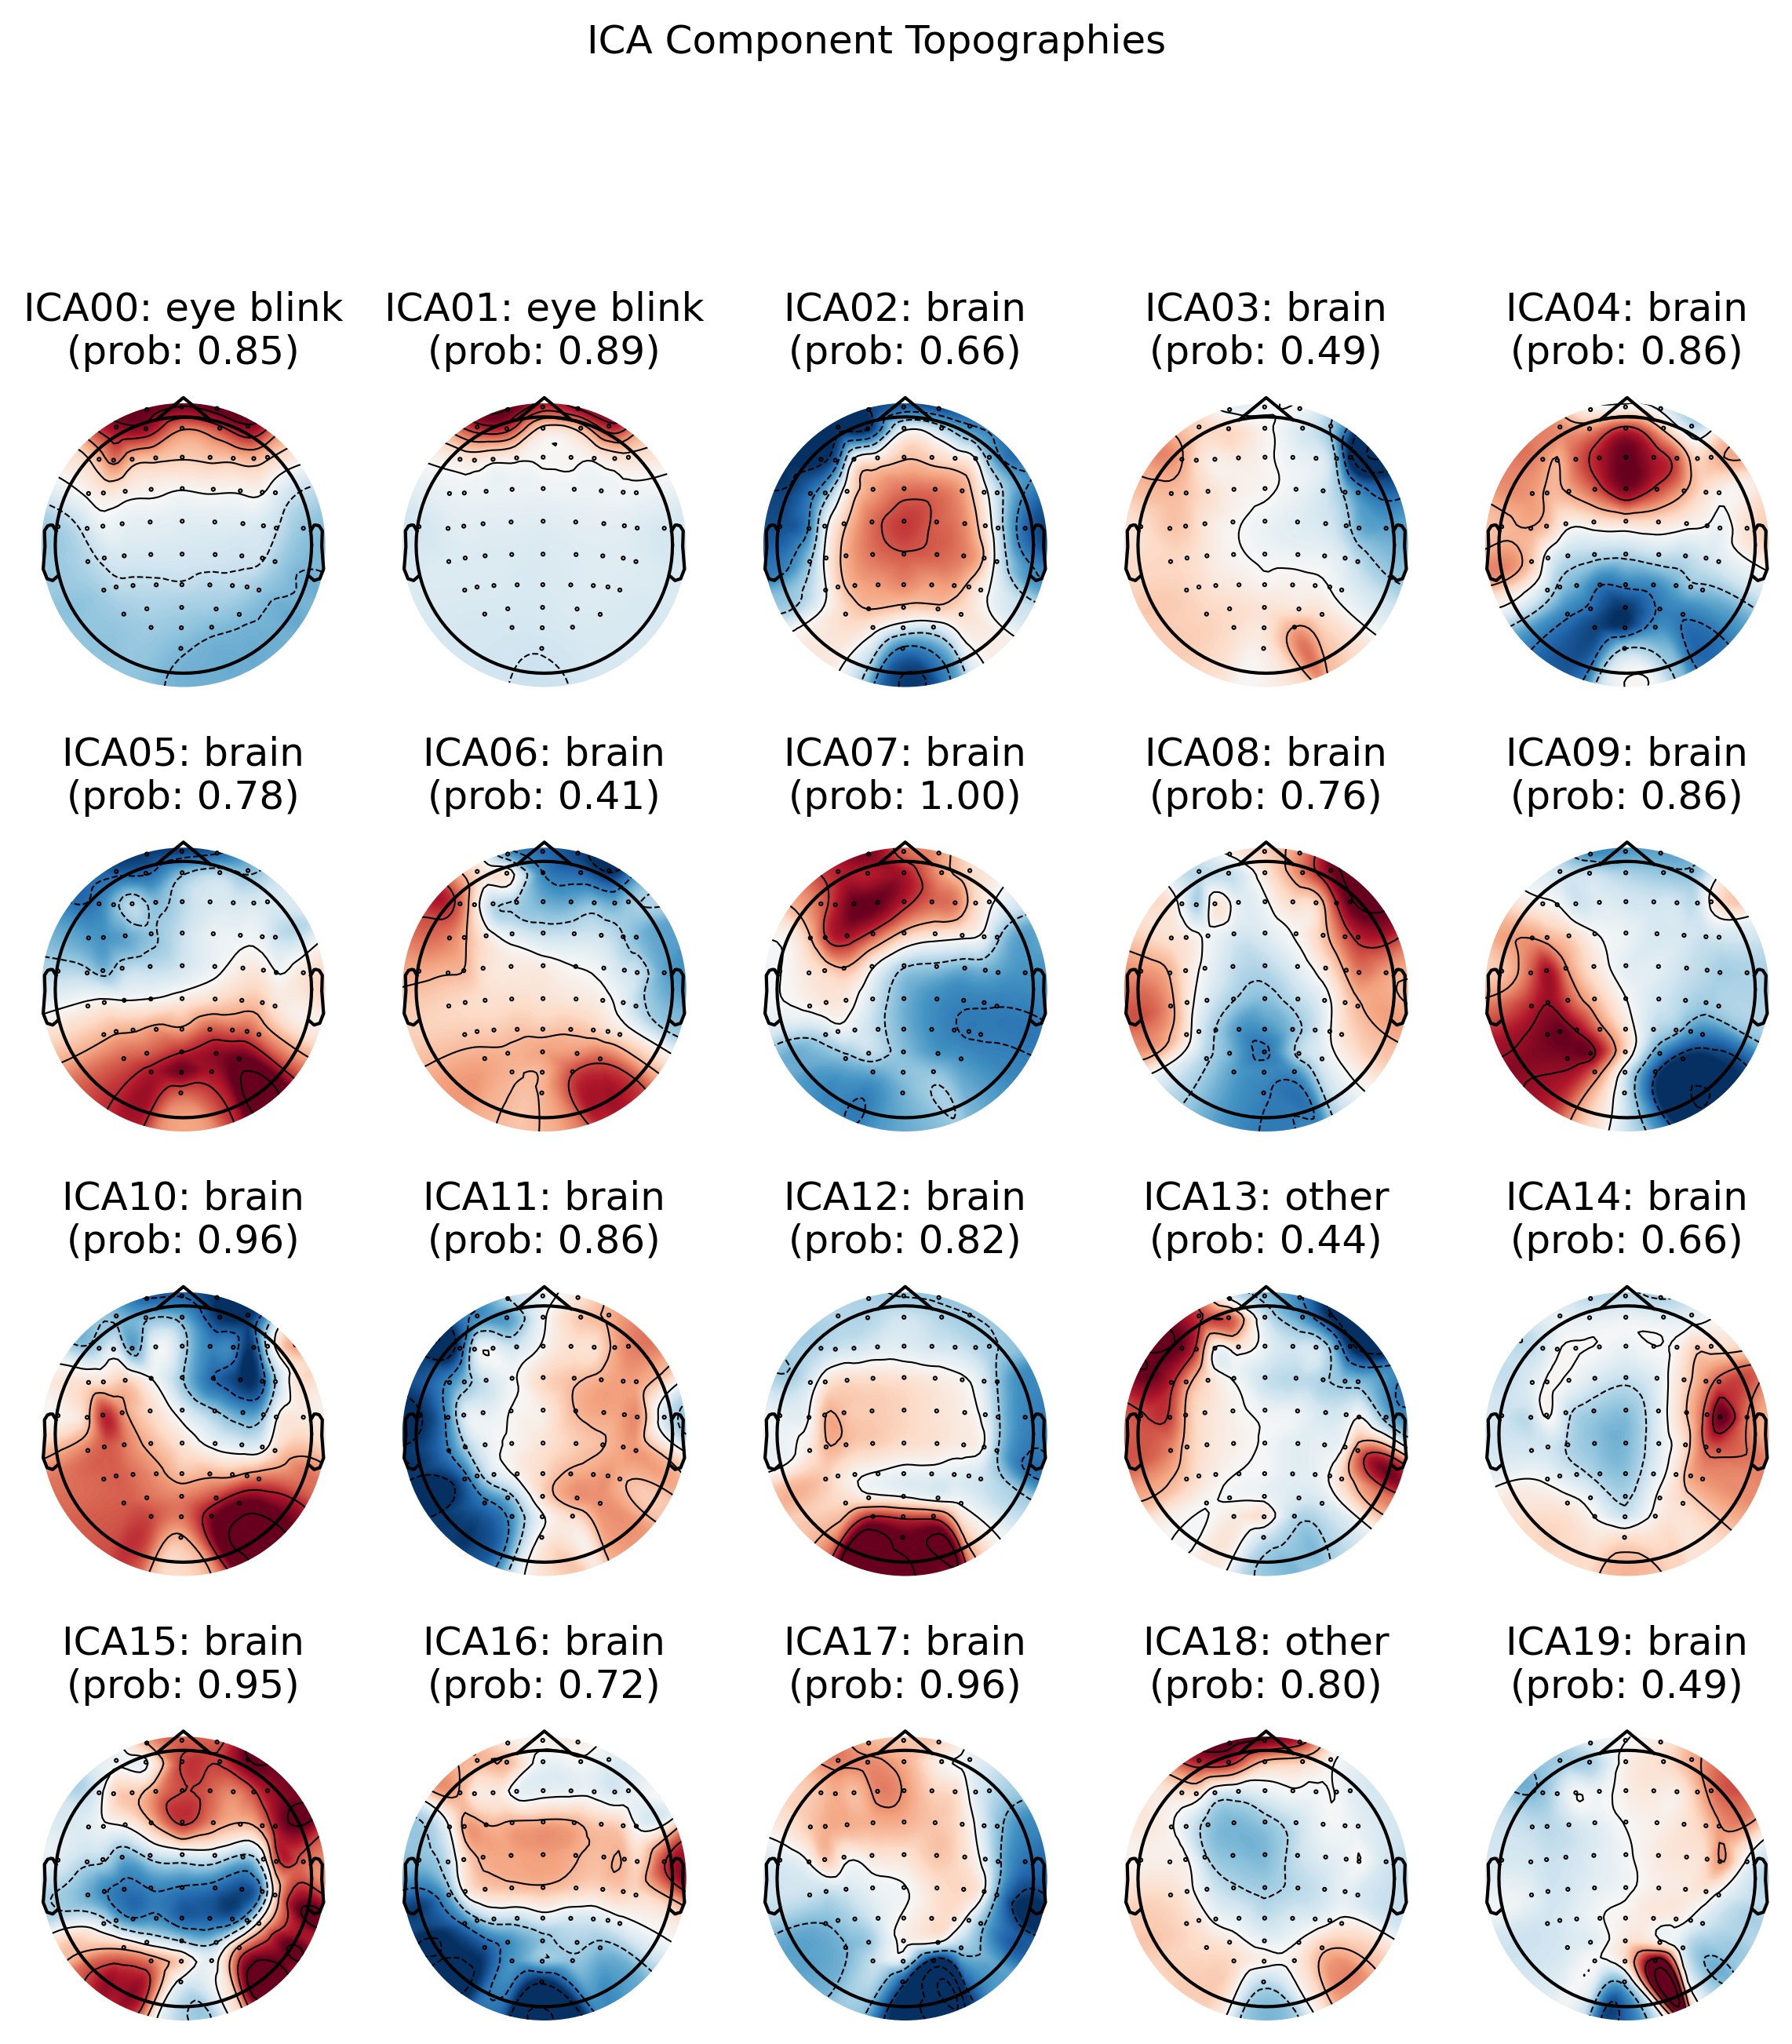 ICA Component Topographies
ICA00: eye blink
(prob: 0.85)
ICA01: eye blink
(prob: 0.89)
ICA02: brain
(prob: 0.66)
ICA03: brain
(prob: 0.49)
ICA04: brain
(prob: 0.86)
ICA05: brain
(prob: 0.78)
ICA06: brain
(prob: 0.41)
ICA07: brain
(prob: 1.00)
ICA08: brain
(prob: 0.76)
ICA09: brain
(prob: 0.86)
ICA10: brain
(prob: 0.96)
ICA11: brain
(prob: 0.86)
ICA12: brain
(prob: 0.82)
ICA13: other
(prob: 0.44)
ICA14: brain
(prob: 0.66)
ICA15: brain
(prob: 0.95)
ICA16: brain
(prob: 0.72)
ICA17: brain
(prob: 0.96)
ICA18: other
(prob: 0.80)
ICA19: brain
(prob: 0.49)